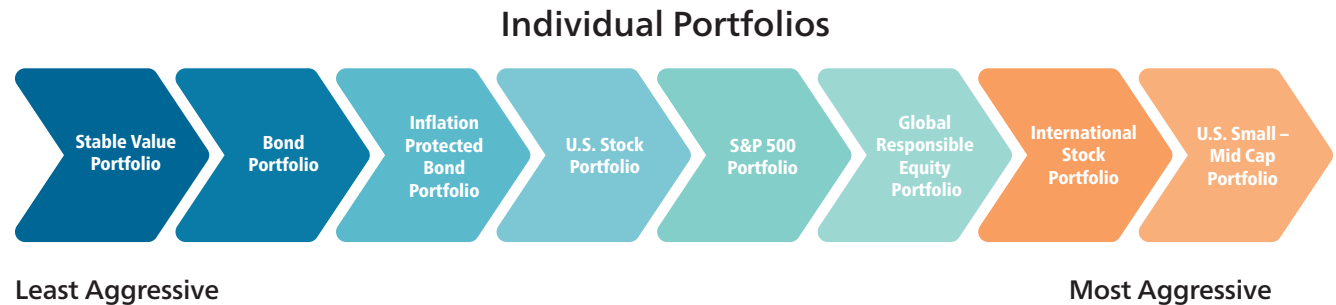 Individual Portfolios
Stable Value
Portfolio
Bond
Portfolio
Inflation
Protected
Bond
Portfolio
U.S. Stock
Portfolio
S&P 500
Portfolio
Global
Responsible
Equity
Portfolio
International
Stock
Portfolio
U.S. Small –
Mid Cap
Portfolio
Least Aggressive
Most Aggressive